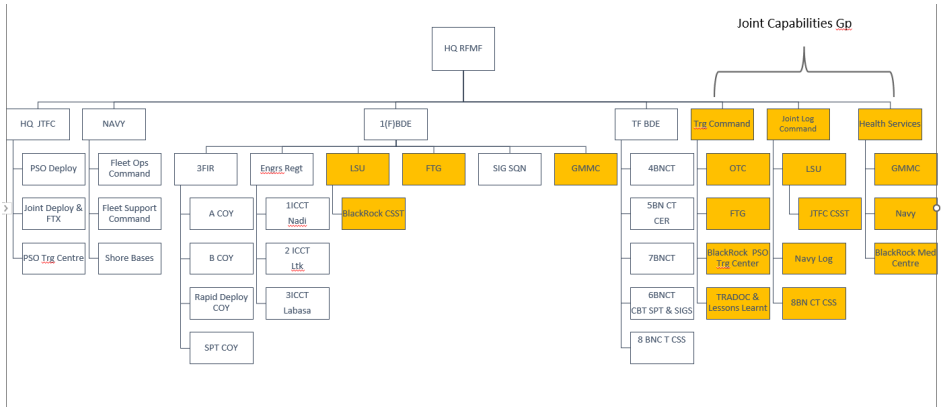 Joint Capabilities Gp
HQ RFMF
HQ JTFC
NAVY
1(F)BDE
TF BDE
Trg Command
Joint Log
Command
Health Services
PSO Deploy
Joint Deploy &
FTX
PSO Trg Centre
Fleet Ops
Command
Fleet Support
Command
Shore Bases
3FIR
A COY
B COY
Rapid Deploy
COY
SPT COY
Engrs Regt
1ICCT
Nadi
2 ICCT
Ltk
3ICCT
Labasa
LSU
BlackRock CSST
FTG
SIG SQN
GMMC
4BNCT
5BN CT
CER
7BNCT
6BNCT
CBT SPT & SIGS
8 BNC T CSS
OTC
FTG
BlackRock PSO
Trg Center
TRADOC &
Lessons Learnt
LSU
JTFC CSST
Navy Log
8BN CT CSS
GMMC
Navy
BlackRock Med
Centre